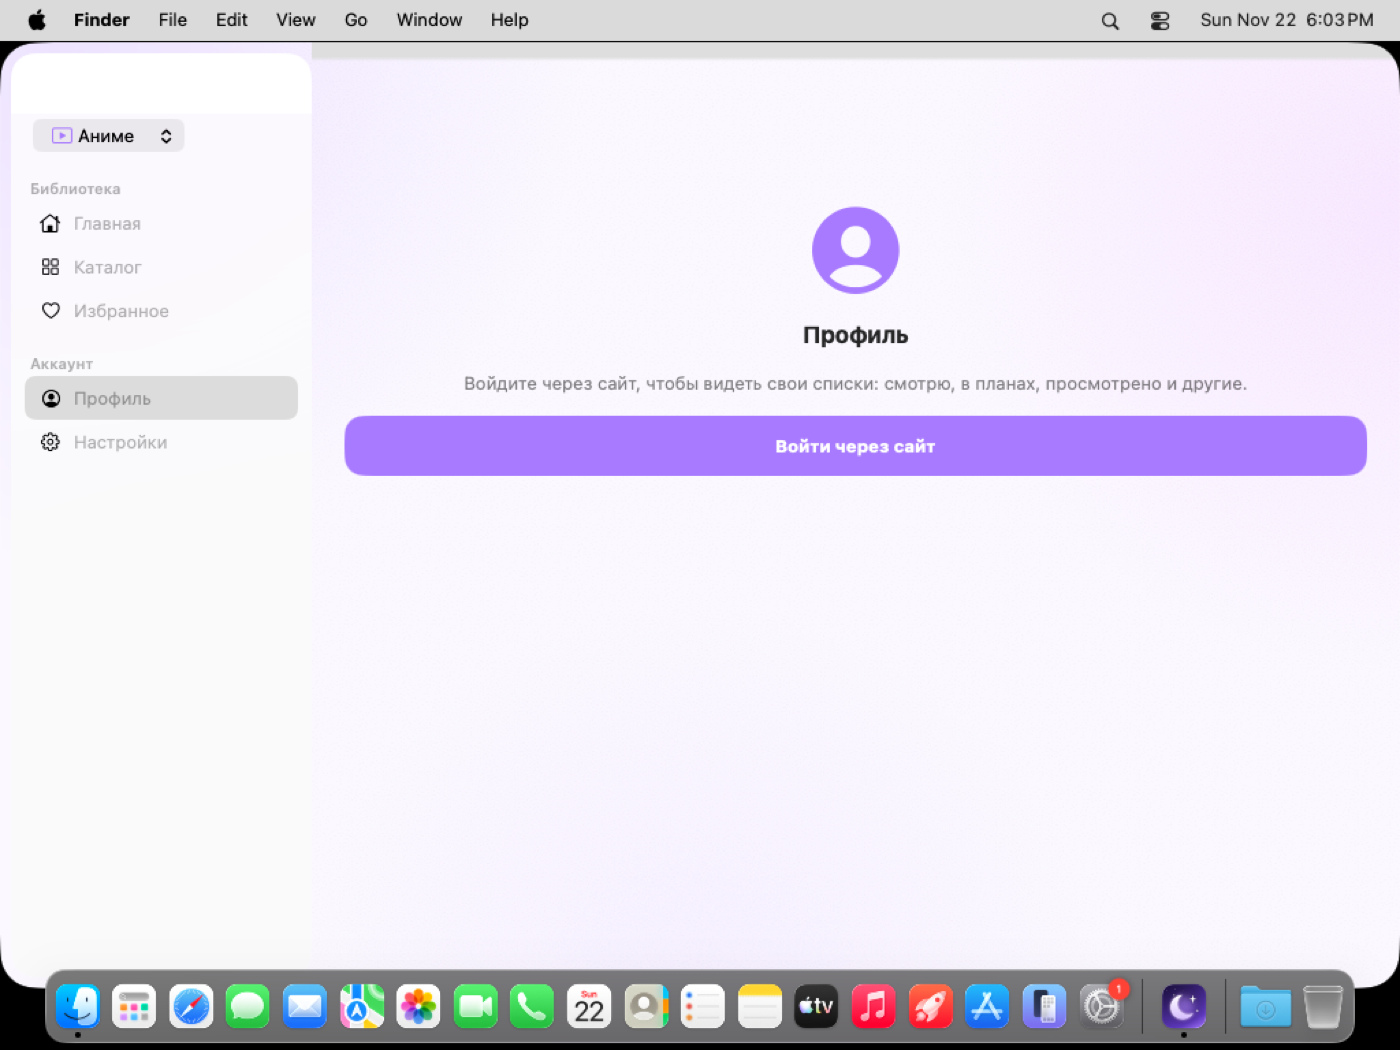 Finder File Edit View Go Window Help Sun Nov 22 6:03 PM
Аниме
Библиотека
Главная
Каталог
Избранное
Аккаунт
Профиль
Настройки
Профиль
Войдите через сайт, чтобы видеть свои списки: смотрю, в планах, просмотрено и другие.
Войти через сайт
Sun
22
tv
1